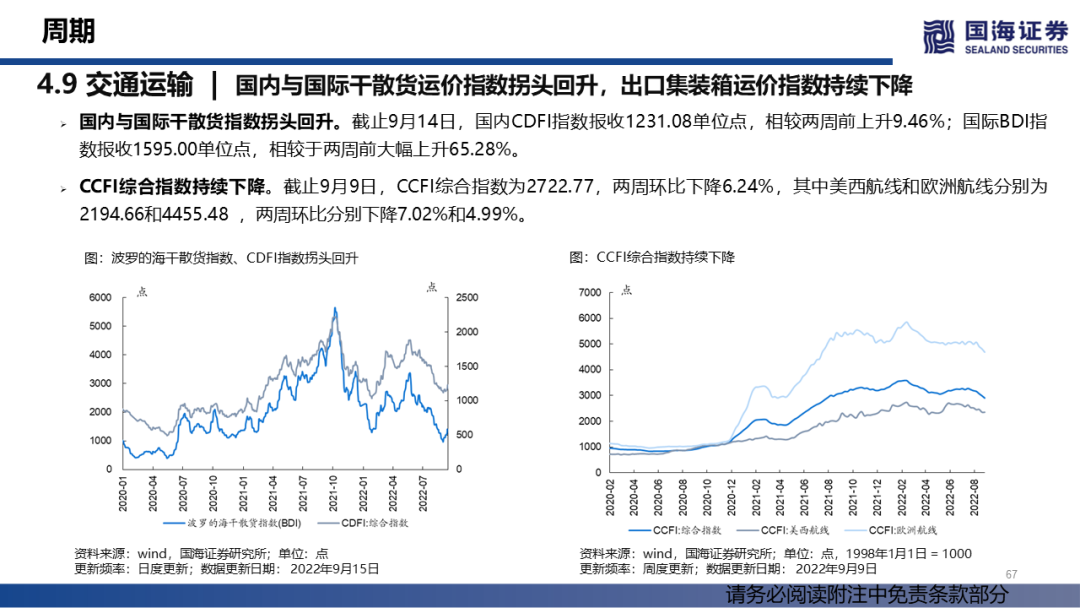 周期
国海证券
SEALAND SECURITIES
4.9 交通运输 | 国内与国际干散货运价指数拐头回升，出口集装箱运价指数持续下降
➢ 国内与国际干散货指数拐头回升。截止9月14日，国内CDFI指数报收1231.08单位点，相较两周前上升9.46%；国际BDI指
数报收1595.00单位点，相较于两周前大幅上升65.28%。
➢ CCFI综合指数持续下降。截止9月9日，CCFI综合指数为2722.77，两周环比下降6.24%，其中美西航线和欧洲航线分别为
2194.66和4455.48 ，两周环比分别下降7.02%和4.99%。
图：波罗的海干散货指数、CDFI指数拐头回升
点
点
6000
5000
4000
3000
2000
1000
0
2500
2000
1500
1000
500
0
2020-01
2020-04
2020-07
2020-10
2021-01
2021-04
2021-07
2021-10
2022-01
2022-04
2022-07
波罗的海干散货指数(BDI)
CDFI:综合指数
资料来源：wind，国海证券研究所；单位：点
更新频率：日度更新；数据更新日期： 2022年9月15日
图：CCFI综合指数持续下降
点
7000
6000
5000
4000
3000
2000
1000
0
2020-02
2020-04
2020-06
2020-08
2020-10
2020-12
2021-02
2021-04
2021-06
2021-08
2021-10
2021-12
2022-02
2022-04
2022-06
2022-08
CCFI:综合指数
CCFI:美西航线
CCFI:欧洲航线
资料来源：wind，国海证券研究所；单位：点，1998年1月1日 = 1000
更新频率：周度更新；数据更新日期： 2022年9月9日
67
请务必阅读附注中免责条款部分